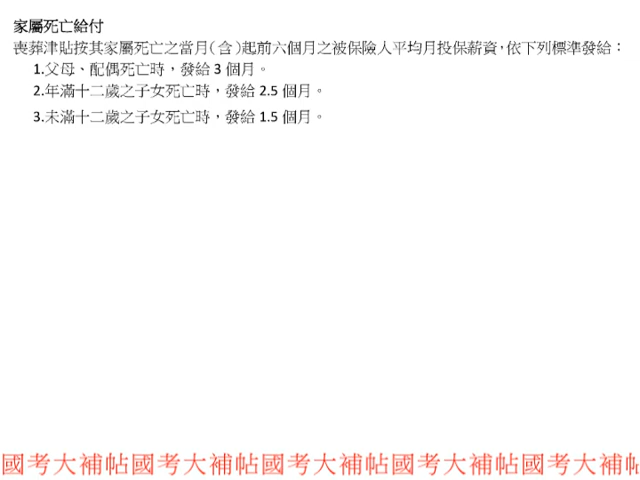 家屬死亡給付
喪葬津貼按其家屬死亡之當月(含)起前六個月之被保險人平均月投保薪資，依下列標準發給：
1.父母、配偶死亡時，發給 3 個月。
2.年滿十二歲之子女死亡時，發給 2.5 個月。
3.未滿十二歲之子女死亡時，發給 1.5 個月。
國考大補帖國考大補帖國考大補帖國考大補帖國考大補帖